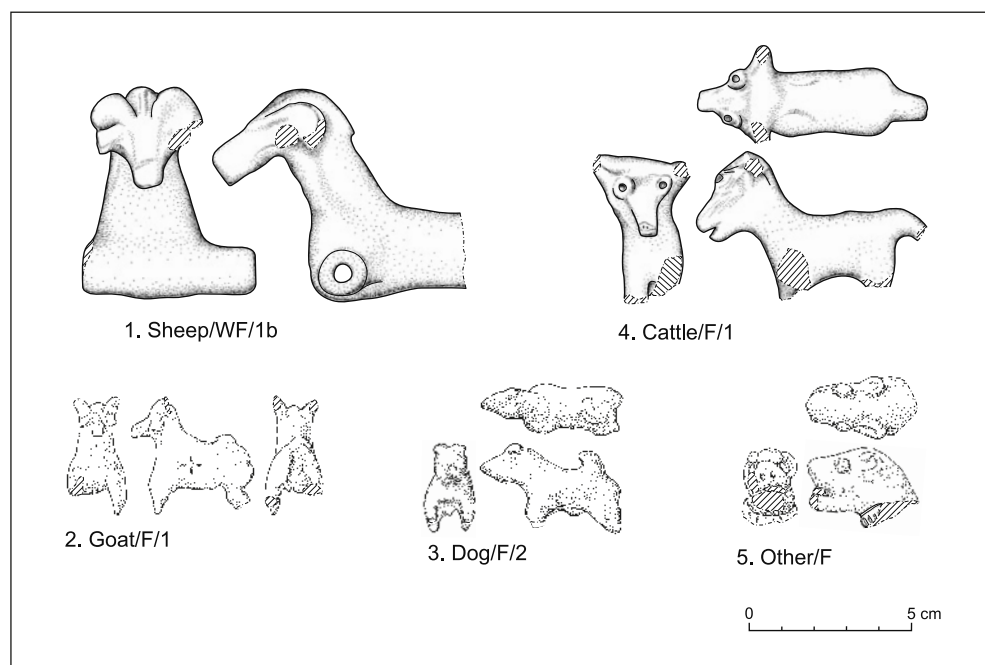 1. Sheep/WF/1b
4. Cattle/F/1
2. Goat/F/1
3. Dog/F/2
5. Other/F
0 5 cm